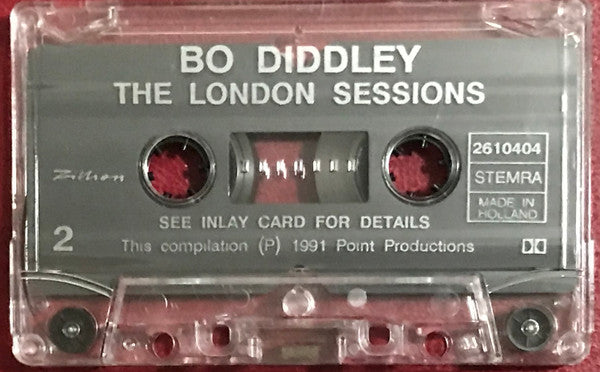 BO DIDDLEY
THE LONDON SESSIONS
Zillion
2610404
STEMRA
MADE IN
HOLLAND
SEE INLAY CARD FOR DETAILS
2
This compilation (P) 1991 Point Productions